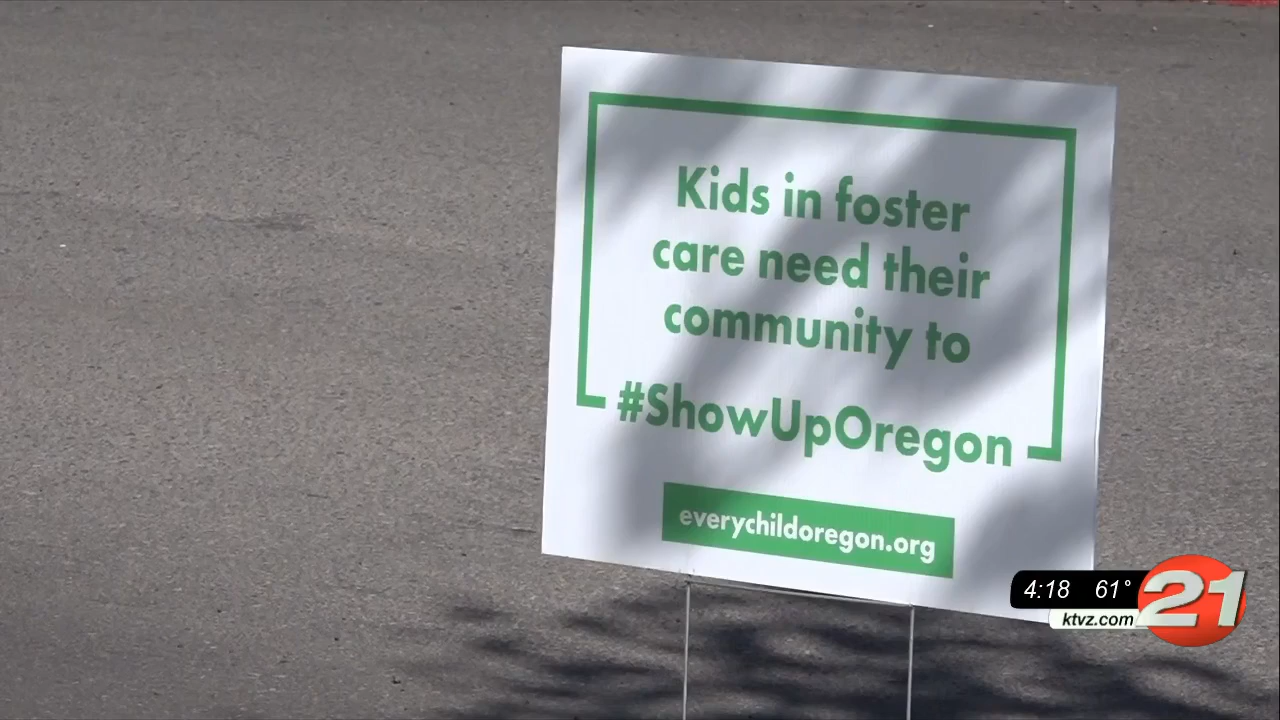 Kids in foster
care need their
community to
#ShowUpOregon
everychildoregon.org
4:18 61°
21
ktvz.com